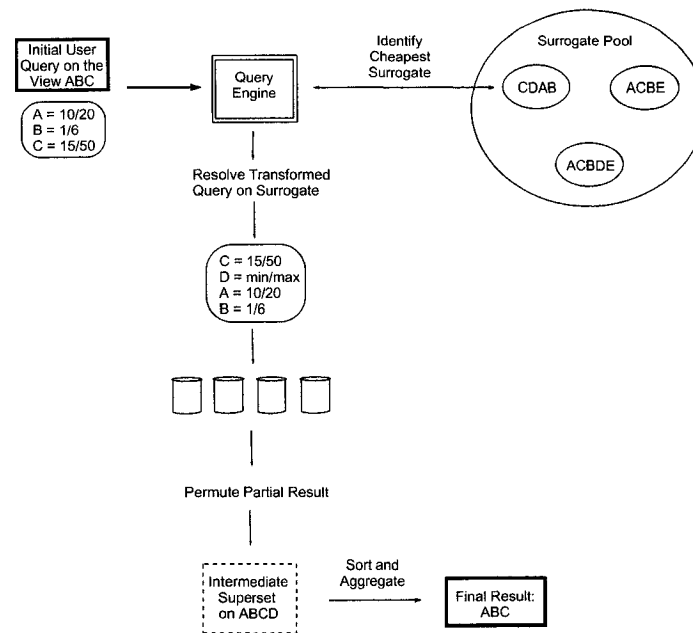 Initial User
Query on the
View ABC
A = 10/20
B = 1/6
C = 15/50
Query
Engine
Identify
Cheapest
Surrogate
Surrogate Pool
CDAB
ACBE
ACBDE
Resolve Transformed
Query on Surrogate
C = 15/50
D = min/max
A = 10/20
B = 1/6
Permute Partial Result
Intermediate
Superset
on ABCD
Sort and
Aggregate
Final Result:
ABC